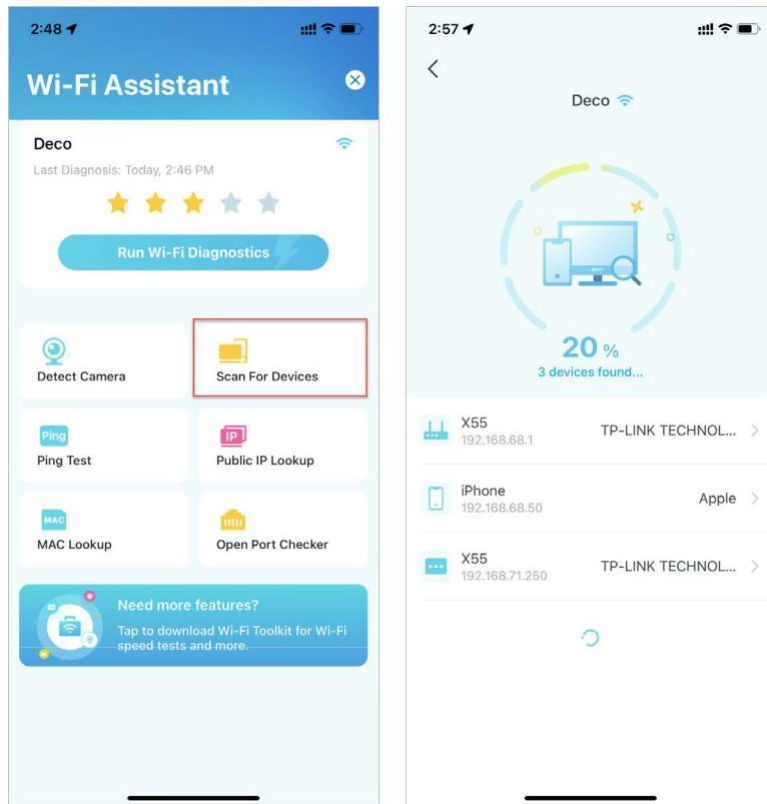 2:48
Wi-Fi Assistant
Deco
Last Diagnosis: Today, 2:46 PM
Run Wi-Fi Diagnostics
Detect Camera
Scan For Devices
Ping
Ping Test
IP
Public IP Lookup
MAC
MAC Lookup
Open Port Checker
Need more features?
Tap to download Wi-Fi Toolkit for Wi-Fi
speed tests and more.
2:57
Deco
20 %
3 devices found...
X55
192.168.68.1
TP-LINK TECHNOL...
iPhone
192.168.68.50
Apple
X55
192.168.71.250
TP-LINK TECHNOL...